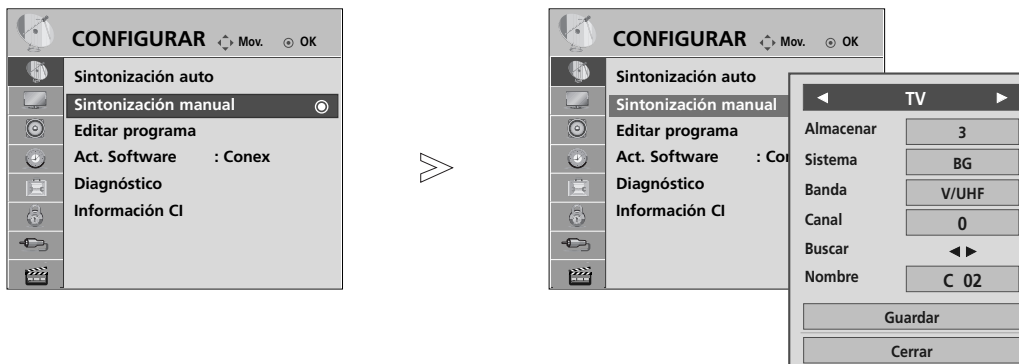 CONFIGURAR Mov. OK
Sintonización auto
Sintonización manual
Editar programa
Act. Software : Conex
Diagnóstico
Información CI
CONFIGURAR Mov. OK
Sintonización auto
Sintonización manual
Editar programa
Act. Software : Co
Diagnóstico
Información CI
TV
Almacenar 3
Sistema BG
Banda V/UHF
Canal 0
Buscar
Nombre C 02
Guardar
Cerrar